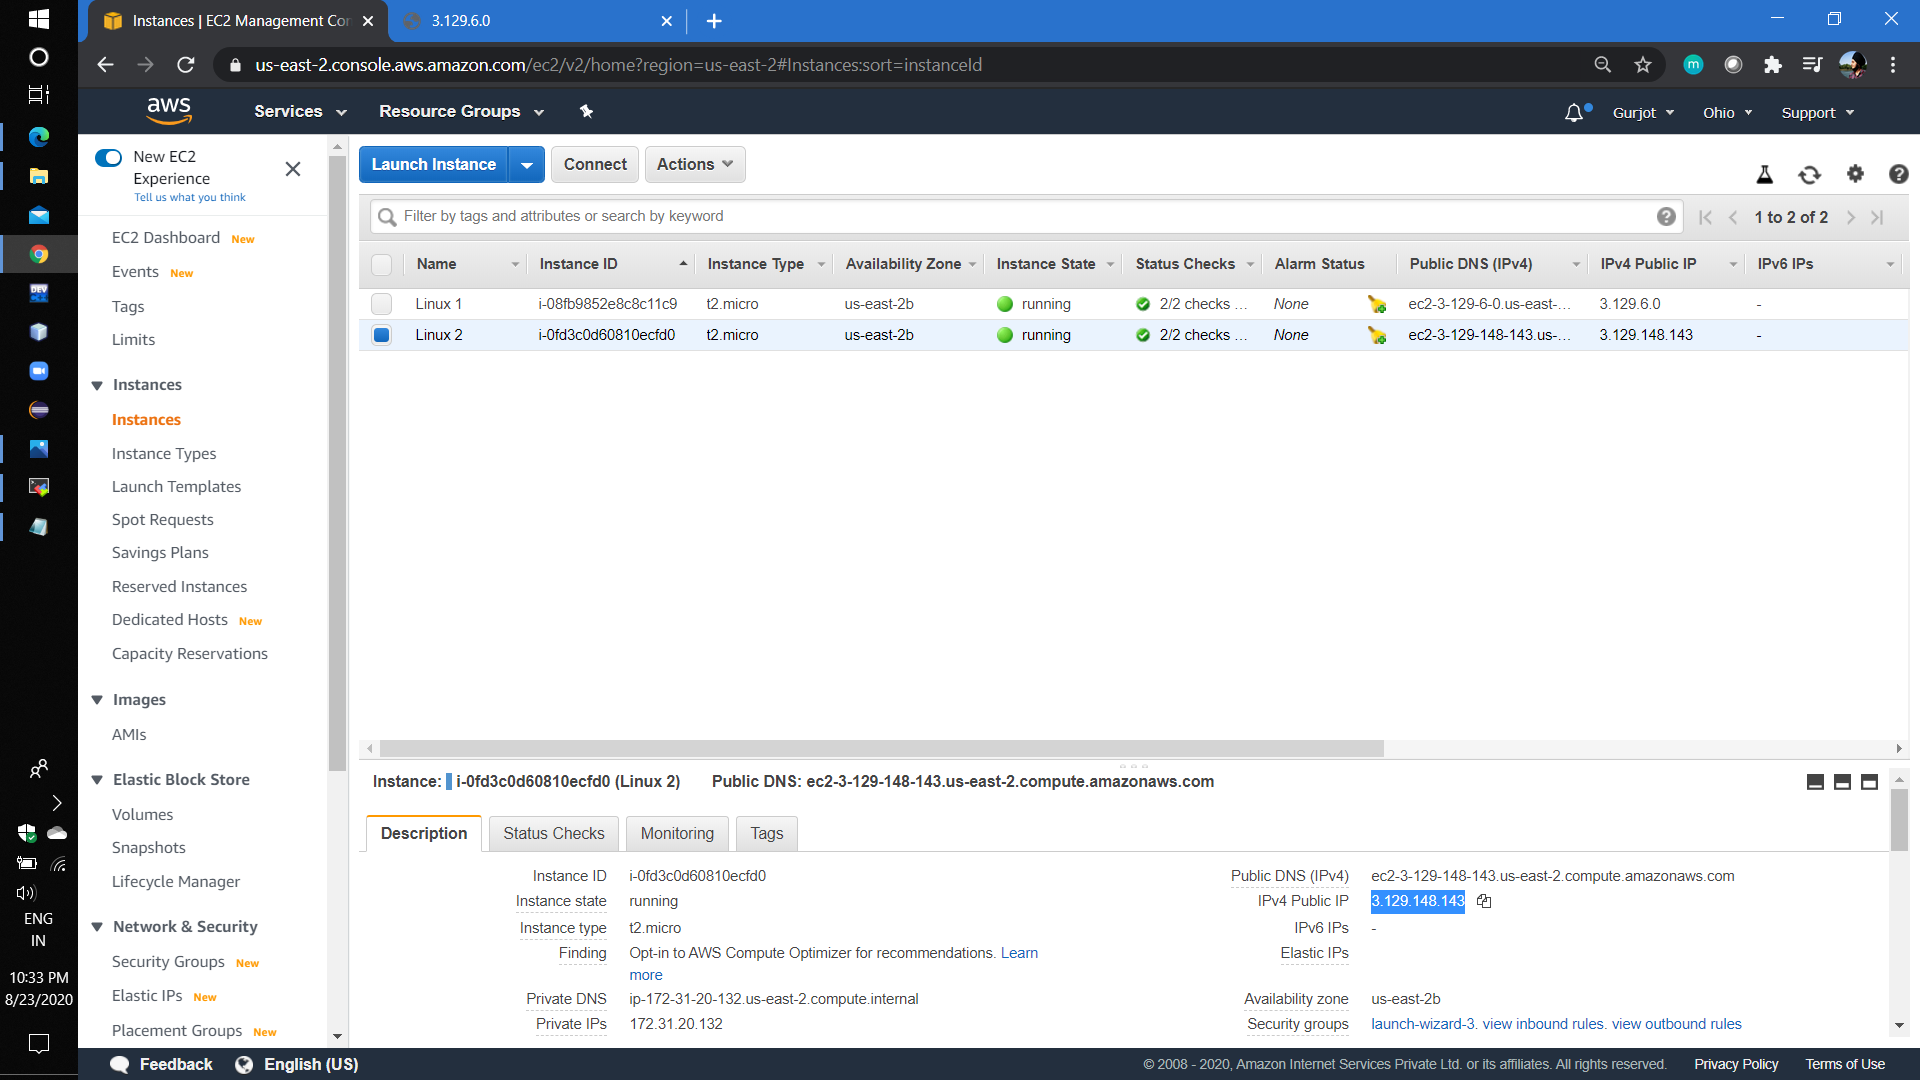 Instances | EC2 Management Con
3.129.6.0
us-east-2.console.aws.amazon.com/ec2/v2/home?region=us-east-2#Instances:sort=instanceId
m
aws
Services
Resource Groups
Gurjot
Ohio
Support
New EC2
Experience
Tell us what you think
EC2 Dashboard New
Events New
Tags
Limits
Instances
Instances
Instance Types
Launch Templates
Spot Requests
Savings Plans
Reserved Instances
Dedicated Hosts New
Capacity Reservations
Images
AMIs
Elastic Block Store
Volumes
Snapshots
Lifecycle Manager
Network & Security
Security Groups New
Elastic IPs New
Placement Groups New
Launch Instance
Connect
Actions
Filter by tags and attributes or search by keyword
1 to 2 of 2
Name Instance ID Instance Type Availability Zone Instance State Status Checks Alarm Status Public DNS (IPv4) IPv4 Public IP IPv6 IPs
Linux 1 i-08fb9852e8c8c11c9 t2.micro us-east-2b running 2/2 checks ... None ec2-3-129-6-0.us-east-... 3.129.6.0 -
Linux 2 i-0fd3c0d60810ecfd0 t2.micro us-east-2b running 2/2 checks ... None ec2-3-129-148-143.us-... 3.129.148.143 -
Instance: i-0fd3c0d60810ecfd0 (Linux 2) Public DNS: ec2-3-129-148-143.us-east-2.compute.amazonaws.com
Description
Status Checks
Monitoring
Tags
Instance ID i-0fd3c0d60810ecfd0
Instance state running
Instance type t2.micro
Finding Opt-in to AWS Compute Optimizer for recommendations. Learn
more
Private DNS ip-172-31-20-132.us-east-2.compute.internal
Private IPs 172.31.20.132
Public DNS (IPv4) ec2-3-129-148-143.us-east-2.compute.amazonaws.com
IPv4 Public IP 3.129.148.143
IPv6 IPs -
Elastic IPs
Availability zone us-east-2b
Security groups launch-wizard-3. view inbound rules. view outbound rules
Feedback
English (US)
© 2008 - 2020, Amazon Internet Services Private Ltd. or its affiliates. All rights reserved.
Privacy Policy
Terms of Use
DEV
ENG
IN
10:33 PM
8/23/2020